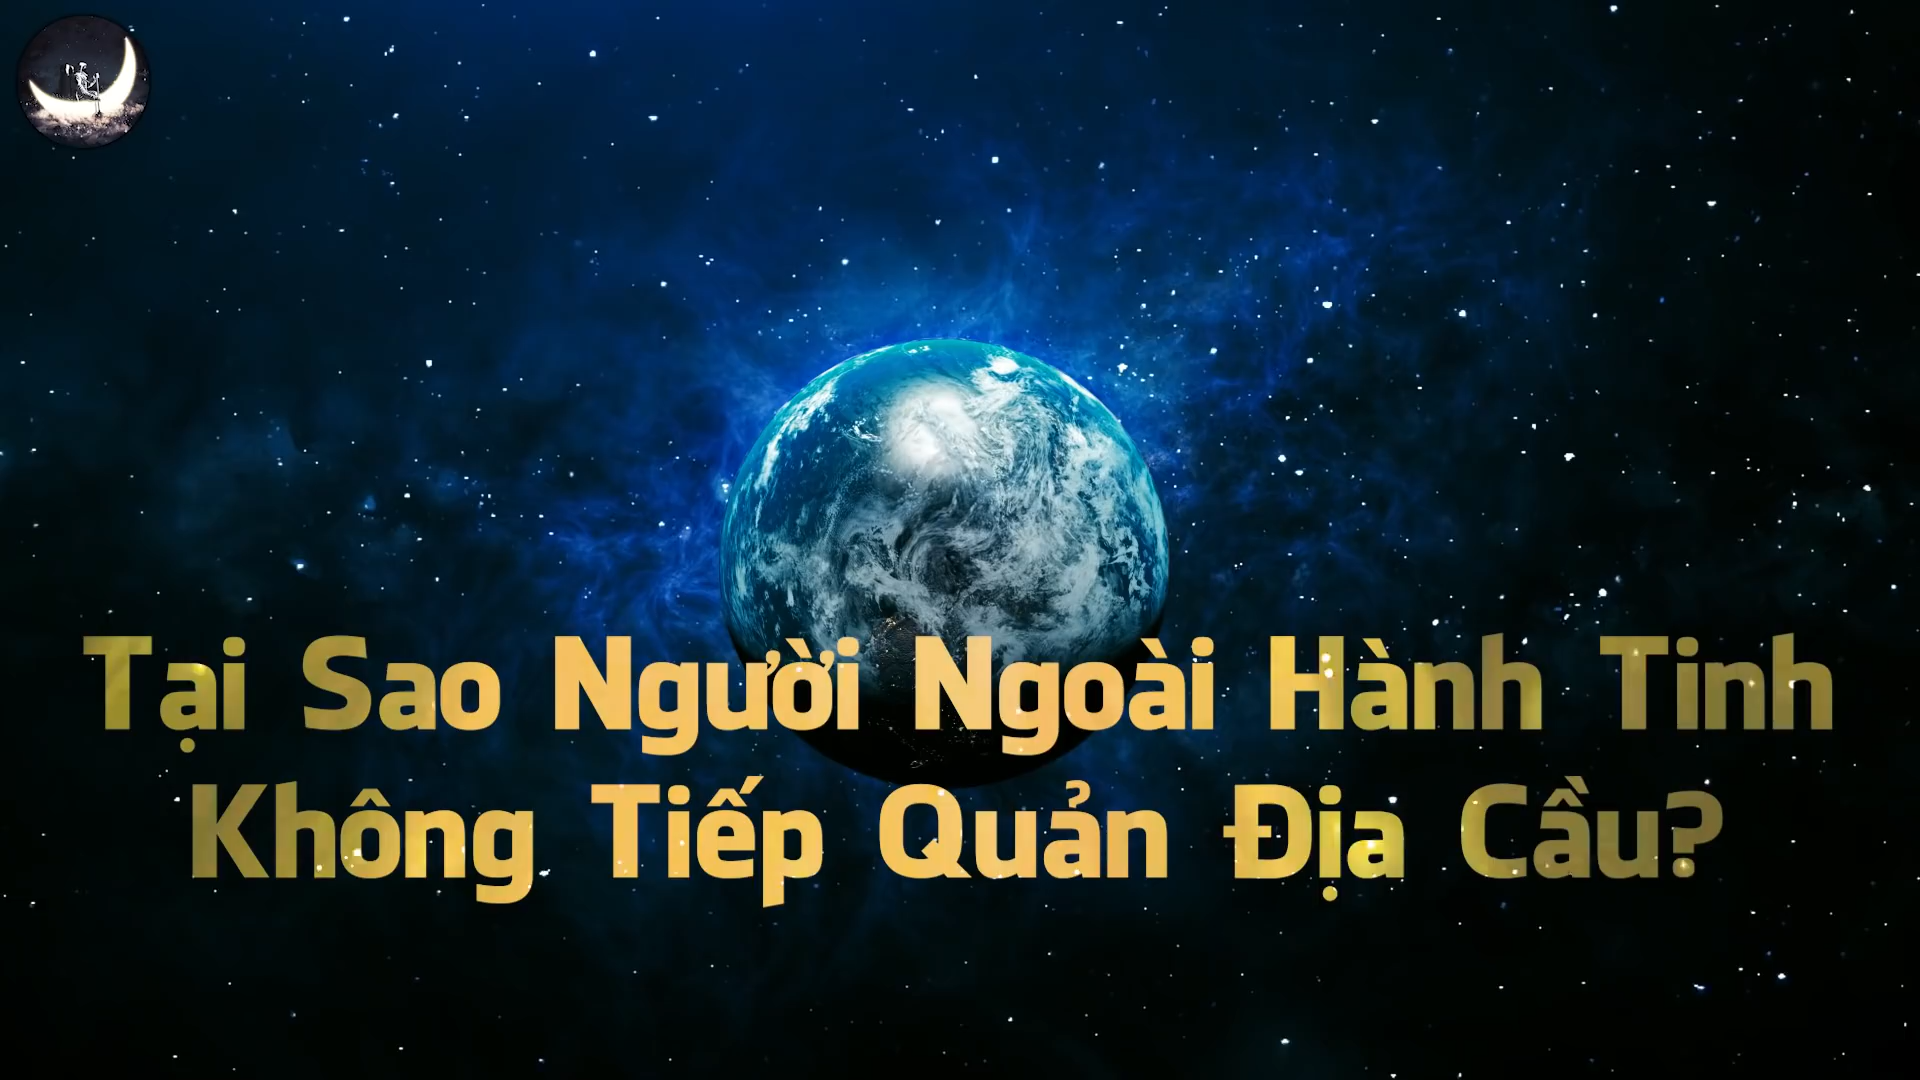 Tại Sao Người Ngoài Hành Tinh
Không Tiếp Quản Địa Cầu?